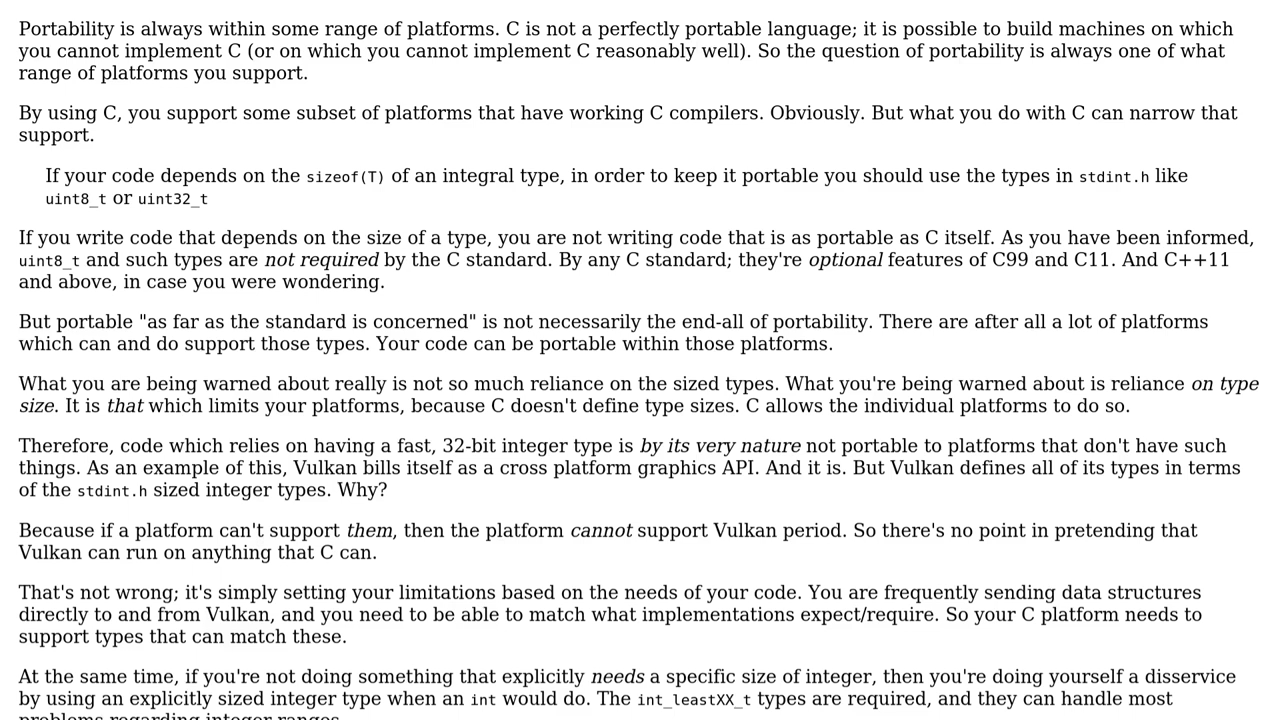 Portability is always within some range of platforms. C is not a perfectly portable language; it is possible to build machines on which
you cannot implement C (or on which you cannot implement C reasonably well). So the question of portability is always one of what
range of platforms you support.
By using C, you support some subset of platforms that have working C compilers. Obviously. But what you do with C can narrow that
support.
If your code depends on the sizeof(T) of an integral type, in order to keep it portable you should use the types in stdint.h like
uint8_t or uint32_t
If you write code that depends on the size of a type, you are not writing code that is as portable as C itself. As you have been informed,
uint8_t and such types are not required by the C standard. By any C standard; they're optional features of C99 and C11. And C++11
and above, in case you were wondering.
But portable "as far as the standard is concerned" is not necessarily the end-all of portability. There are after all a lot of platforms
which can and do support those types. Your code can be portable within those platforms.
What you are being warned about really is not so much reliance on the sized types. What you're being warned about is reliance on type
size. It is that which limits your platforms, because C doesn't define type sizes. C allows the individual platforms to do so.
Therefore, code which relies on having a fast, 32-bit integer type is by its very nature not portable to platforms that don't have such
things. As an example of this, Vulkan bills itself as a cross platform graphics API. And it is. But Vulkan defines all of its types in terms
of the stdint.h sized integer types. Why?
Because if a platform can't support them, then the platform cannot support Vulkan period. So there's no point in pretending that
Vulkan can run on anything that C can.
That's not wrong; it's simply setting your limitations based on the needs of your code. You are frequently sending data structures
directly to and from Vulkan, and you need to be able to match what implementations expect/require. So your C platform needs to
support types that can match these.
At the same time, if you're not doing something that explicitly needs a specific size of integer, then you're doing yourself a disservice
by using an explicitly sized integer type when an int would do. The int_leastXX_t types are required, and they can handle most
problems regarding integer ranges.